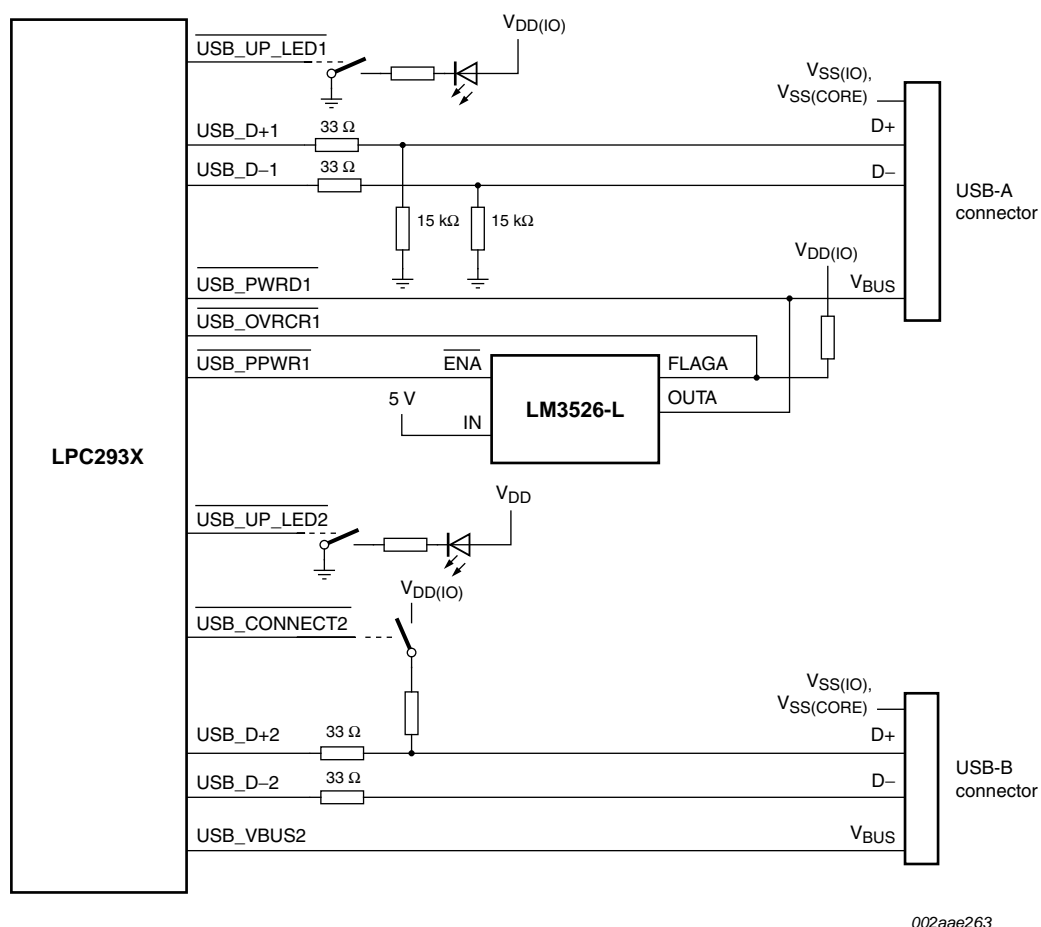 LPC293X
USB_UP_LED1
VDD(IO)
USB_D+1
33 Ω
USB_D−1
33 Ω
15 kΩ
15 kΩ
VSS(IO),
VSS(CORE)
D+
D−
USB-A
connector
VDD(IO)
USB_PWRD1
VBUS
USB_OVRCR1
USB_PPWR1
ENA
FLAGA
5 V
IN
LM3526-L
OUTA
USB_UP_LED2
VDD
VDD(IO)
USB_CONNECT2
VSS(IO),
VSS(CORE)
USB_D+2
33 Ω
D+
USB_D−2
33 Ω
D−
USB-B
connector
USB_VBUS2
VBUS
002aae263